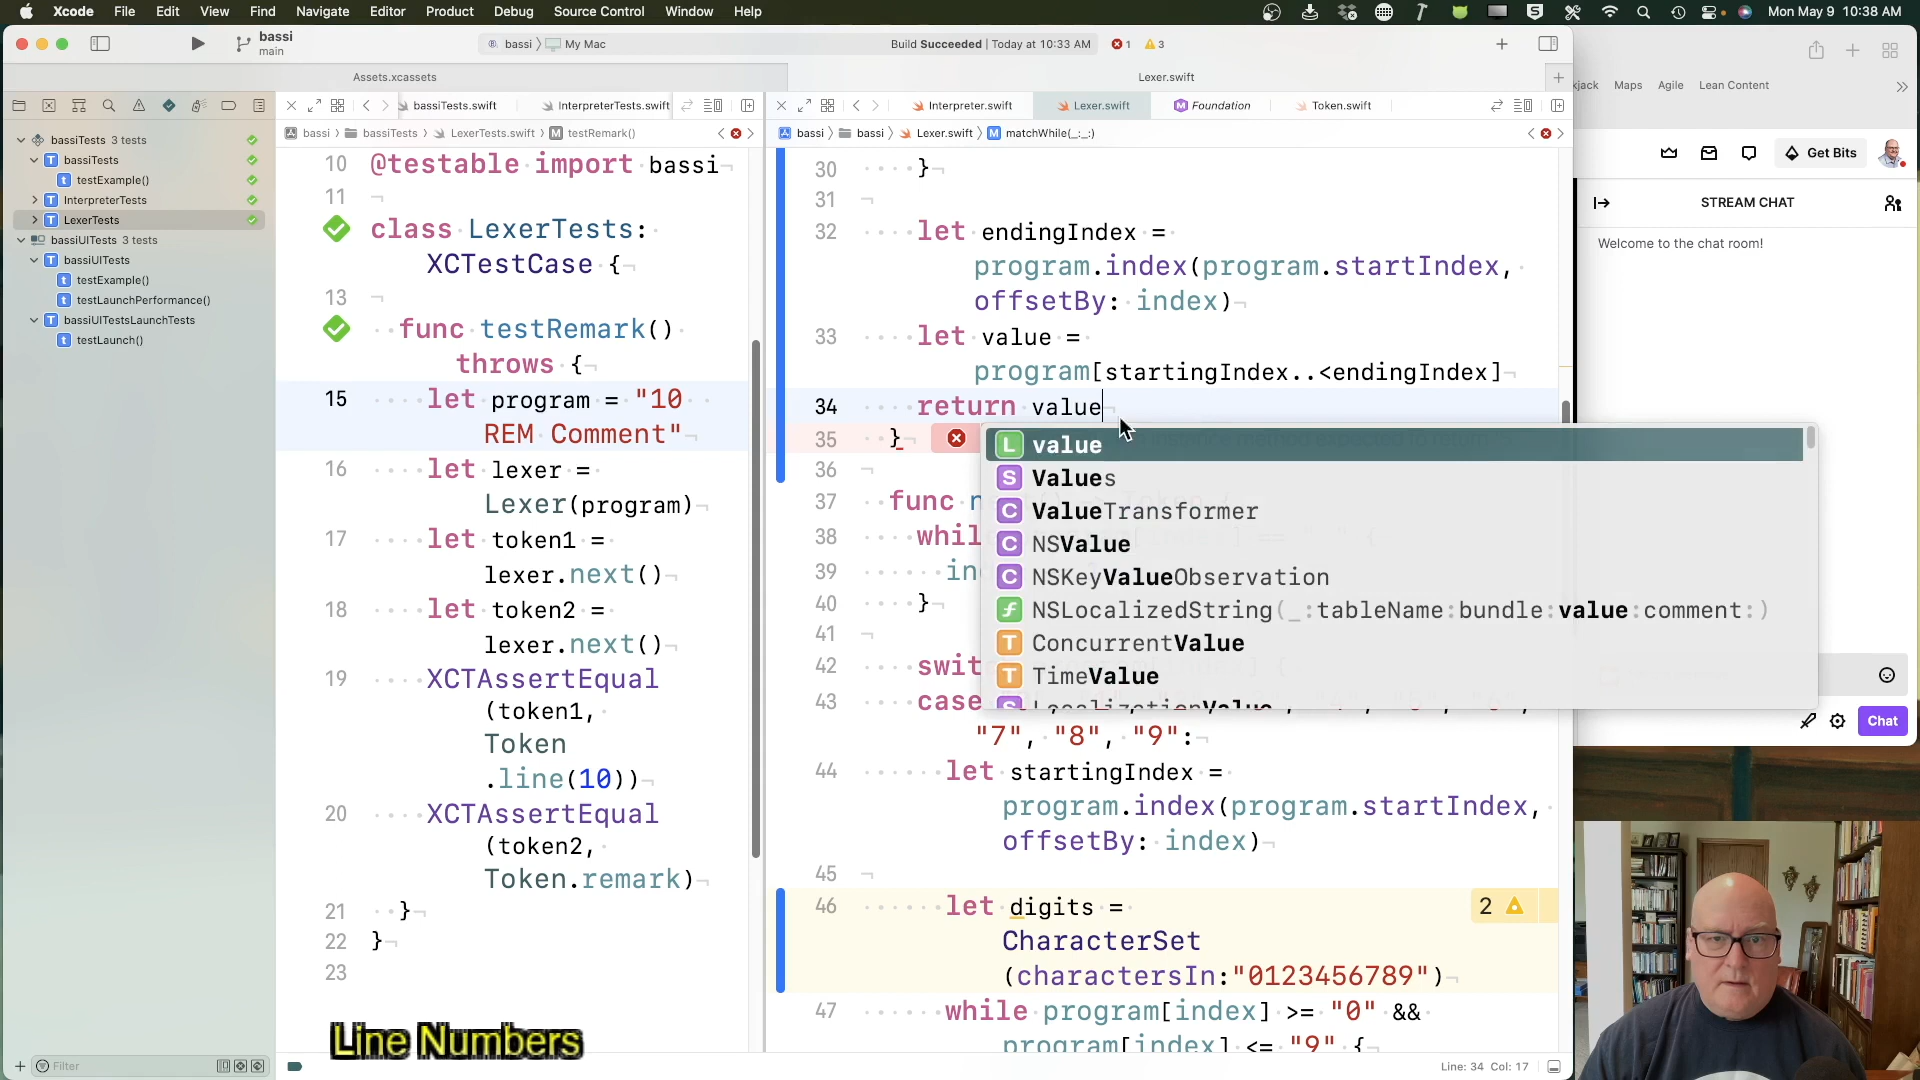 Xcode File Edit View Find Navigate Editor Product Debug Source Control Window Help
Mon May 9 10:38 AM
bassi
main
bassi My Mac
Build Succeeded | Today at 10:33 AM
1
3
Assets.xcassets
Lexer.swift
bassiTests.swift
InterpreterTests.swift
Interpreter.swift
Lexer.swift
Foundation
Token.swift
bassi bassiTests LexerTests.swift testRemark()
bassi bassi Lexer.swift matchWhile(_:_:)
bassiTests 3 tests
bassiTests
testExample()
InterpreterTests
LexerTests
bassiUITests 3 tests
bassiUITests
testExample()
testLaunchPerformance()
bassiUITestsLaunchTests
testLaunch()
Filter
10 @testable import bassi
11
class LexerTests:
XCTestCase {
13
func testRemark()
throws {
15 let program = "10
REM Comment"
16 let lexer =
Lexer(program)
17 let token1 =
lexer.next()
18 let token2 =
lexer.next()
19 XCTAssertEqual
(token1,
Token
.line(10))
20 XCTAssertEqual
(token2,
Token.remark)
21 }
22 }
23
Line Numbers
30 }
31
32 let endingIndex =
program.index(program.startIndex,
offsetBy: index)
33 let value =
program[startingIndex..<endingIndex]
34 return value
35 }
36
37 func
38 whil
39 in
40 }
41
42 swit
43 case
"7", "8", "9":
44 let startingIndex =
program.index(program.startIndex,
offsetBy: index)
45
46 let digits =
2
CharacterSet
(charactersIn:"0123456789")
47 while program[index] >= "0" &&
program[index] <= "9" {
L value
S Values
C ValueTransformer
C NSValue
C NSKeyValueObservation
f NSLocalizedString(_:tableName:bundle:value:comment:)
T ConcurrentValue
T TimeValue
S LocalizationValue
Line: 34 Col: 17
Maps Agile Lean Content
Get Bits
STREAM CHAT
Welcome to the chat room!
Chat